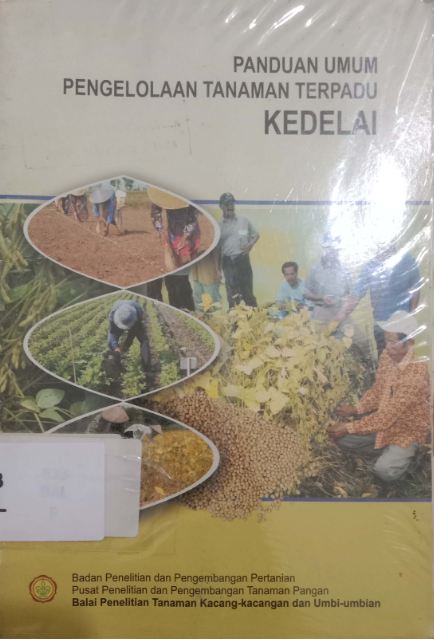 PANDUAN UMUM
PENGELOLAAN TANAMAN TERPADU
KEDELAI
Badan Penelitian dan Pengembangan Pertanian
Pusat Penelitian dan Pengembangan Tanaman Pangan
Balai Penelitian Tanaman Kacang-kacangan dan Umbi-umbian